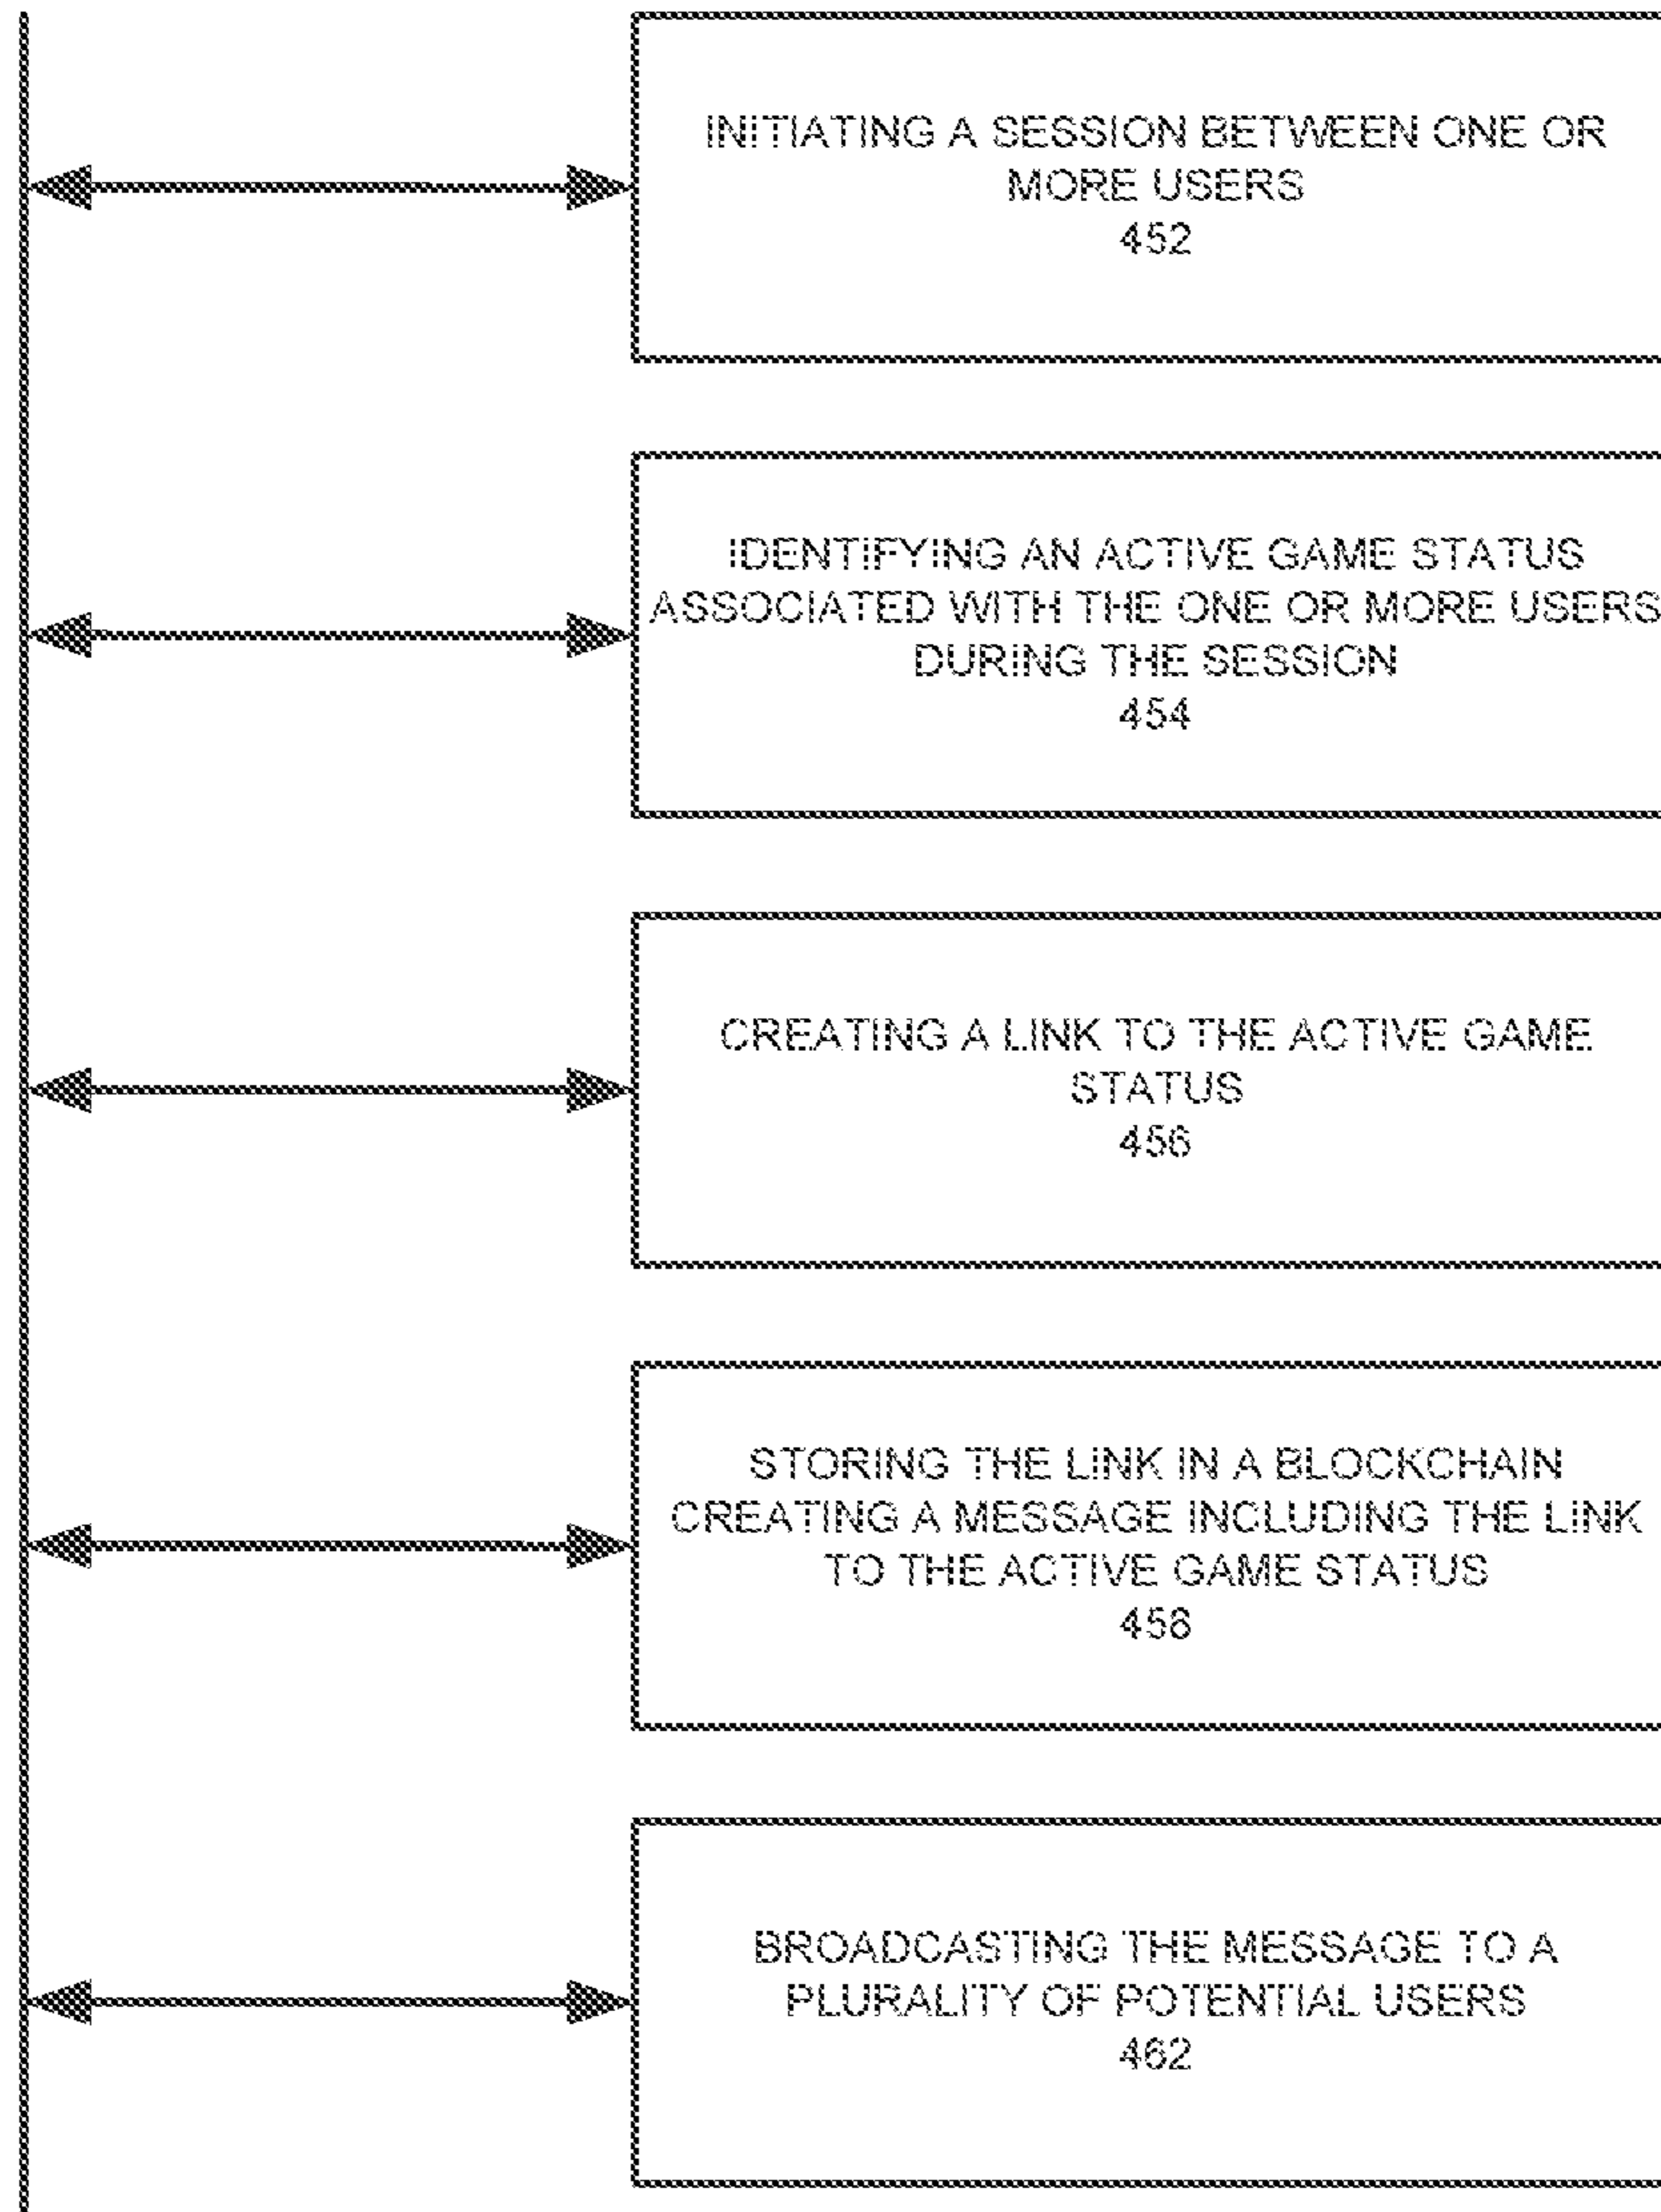 INITIATING A SESSION BETWEEN ONE OR
MORE USERS
452
IDENTIFYING AN ACTIVE GAME STATUS
ASSOCIATED WITH THE ONE OR MORE USERS
DURING THE SESSION
454
CREATING A LINK TO THE ACTIVE GAME
STATUS
456
STORING THE LINK IN A BLOCKCHAIN
CREATING A MESSAGE INCLUDING THE LINK
TO THE ACTIVE GAME STATUS
458
BROADCASTING THE MESSAGE TO A
PLURALITY OF POTENTIAL USERS
462